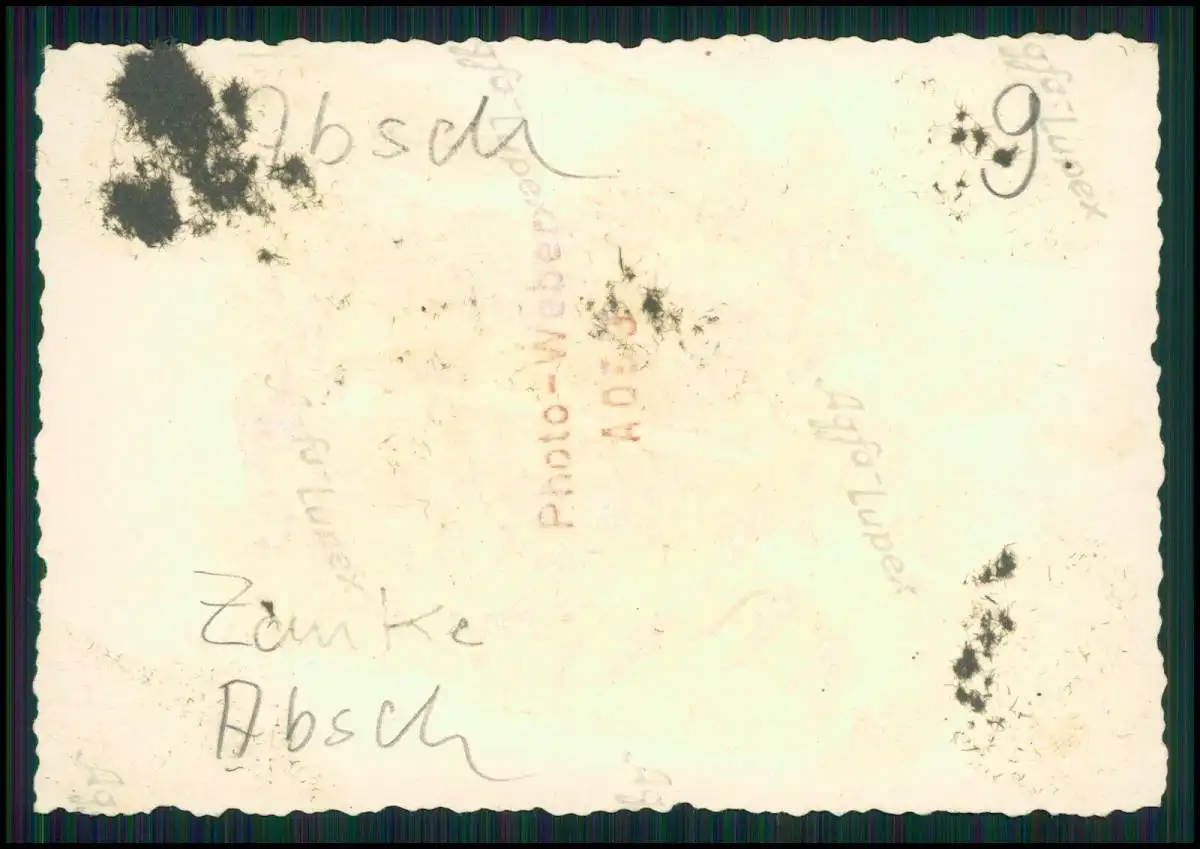 Absch
9
Agfa-Lupex
Agfa-Lupex
Photo-Weber
Agfa-Lupex
Zanke
Absch